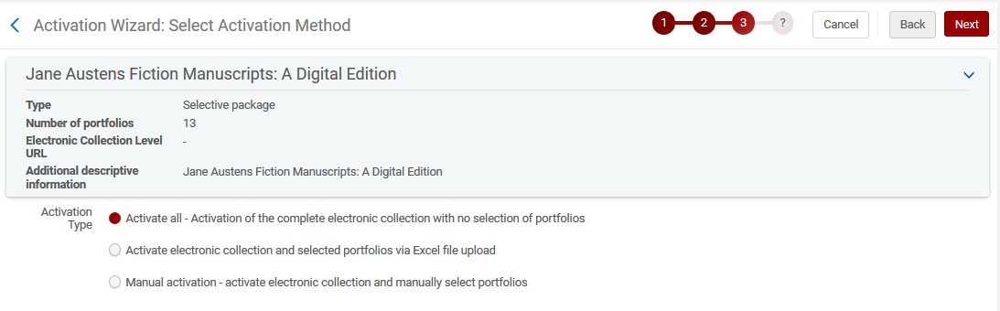 Activation Wizard: Select Activation Method
1 2 3 ? Cancel Back Next
Jane Austens Fiction Manuscripts: A Digital Edition
Type Selective package
Number of portfolios 13
Electronic Collection Level URL -
Additional descriptive information Jane Austens Fiction Manuscripts: A Digital Edition
Activation Type
Activate all - Activation of the complete electronic collection with no selection of portfolios
Activate electronic collection and selected portfolios via Excel file upload
Manual activation - activate electronic collection and manually select portfolios